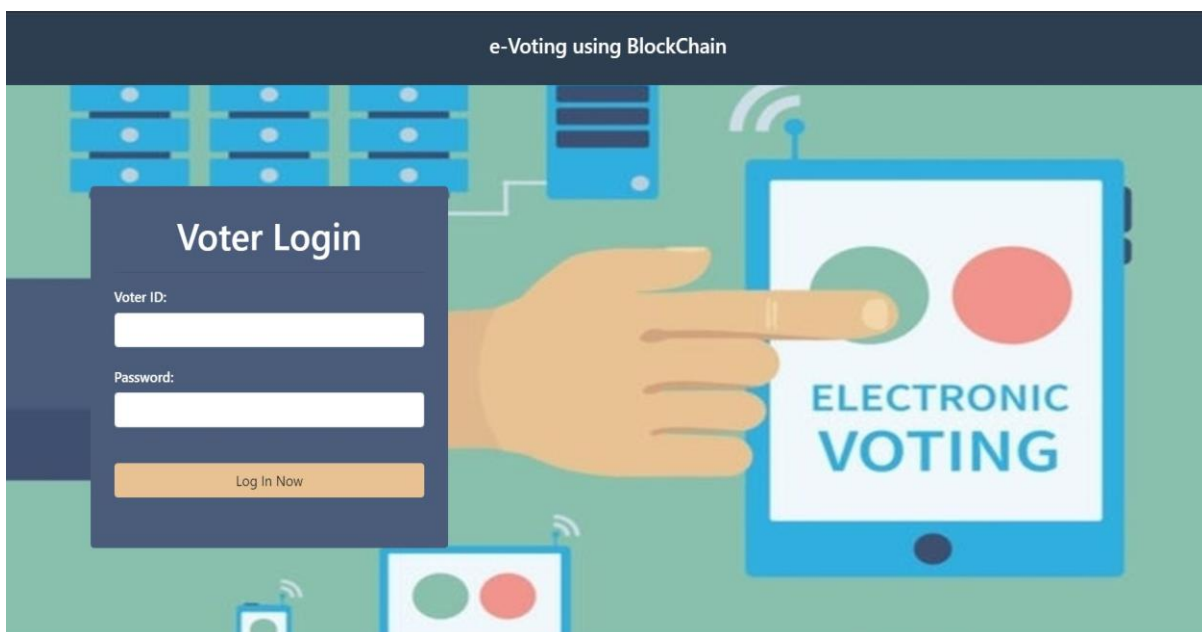 e-Voting using BlockChain
Voter Login
Voter ID:
Password:
Log In Now
ELECTRONIC
VOTING